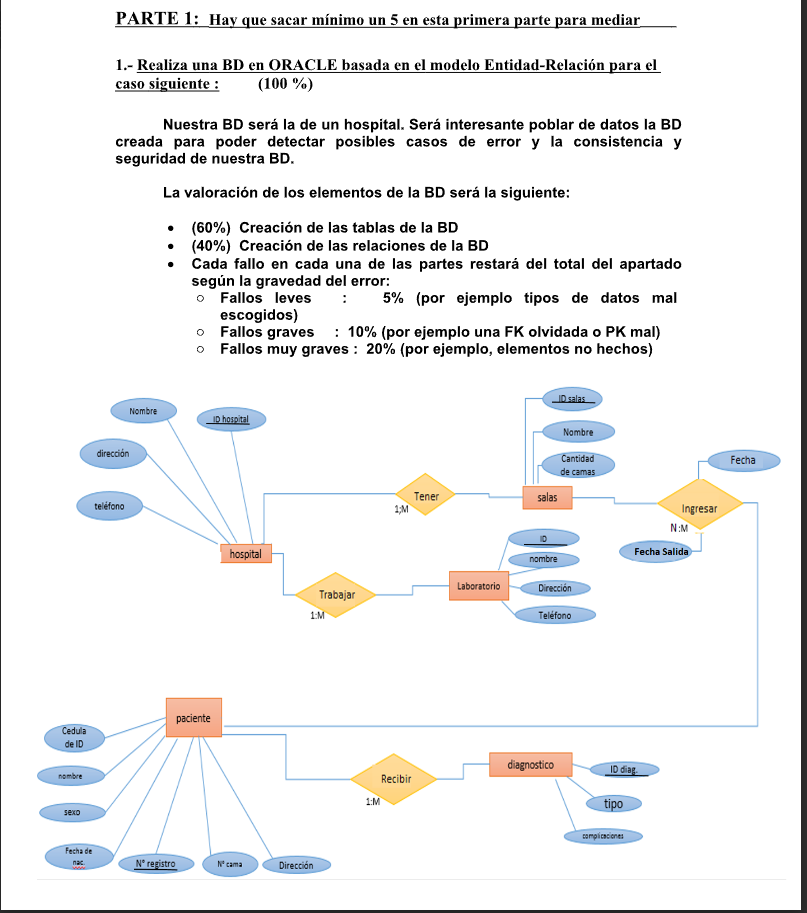 PARTE 1: Hay que sacar mínimo un 5 en esta primera parte para mediar
1.- Realiza una BD en ORACLE basada en el modelo Entidad-Relación para el
caso siguiente : (100 %)
Nuestra BD será la de un hospital. Será interesante poblar de datos la BD
creada para poder detectar posibles casos de error y la consistencia y
seguridad de nuestra BD.
La valoración de los elementos de la BD será la siguiente:
• (60%) Creación de las tablas de la BD
• (40%) Creación de las relaciones de la BD
• Cada fallo en cada una de las partes restará del total del apartado
según la gravedad del error:
o Fallos leves : 5% (por ejemplo tipos de datos mal
escogidos)
o Fallos graves : 10% (por ejemplo una FK olvidada o PK mal)
o Fallos muy graves : 20% (por ejemplo, elementos no hechos)
Nombre
ID hospital
dirección
teléfono
hospital
Tener
1;M
ID salas
Nombre
Cantidad
de camas
salas
Fecha
Ingresar
N:M
Fecha Salida
Trabajar
1:M
Laboratorio
ID
nombre
Dirección
Teléfono
paciente
Cedula
de ID
nombre
sexo
Fecha de
nac.
Nº registro
Nº cama
Dirección
Recibir
1:M
diagnostico
ID diag.
tipo
complicaciones